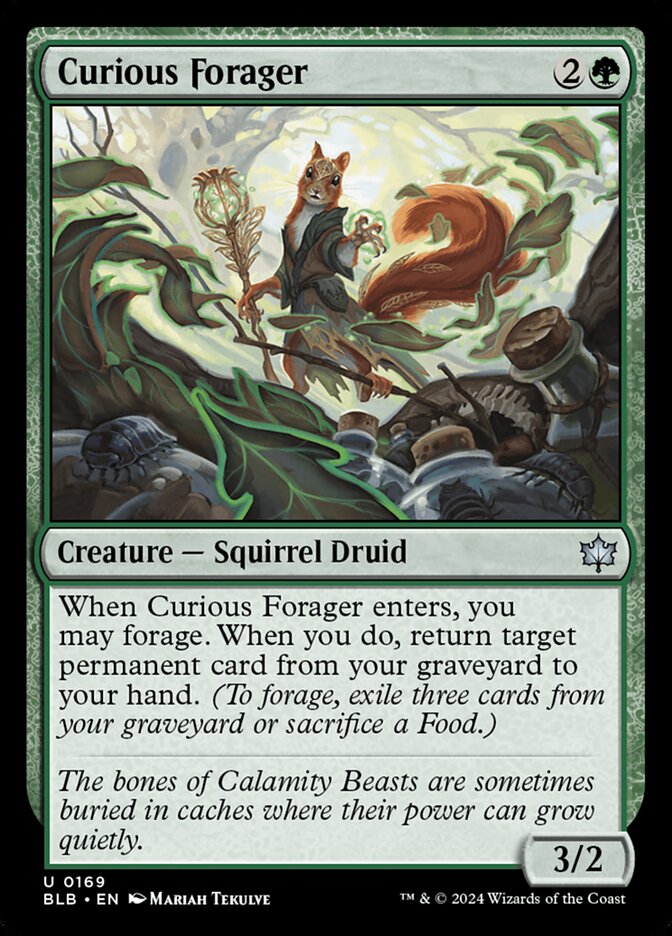 Curious Forager 2
Creature — Squirrel Druid
When Curious Forager enters, you
may forage. When you do, return target
permanent card from your graveyard to
your hand. (To forage, exile three cards from
your graveyard or sacrifice a Food.)
The bones of Calamity Beasts are sometimes
buried in caches where their power can grow
quietly.
3/2
U 0169
BLB • EN Mariah Tekulve
™ & © 2024 Wizards of the Coast